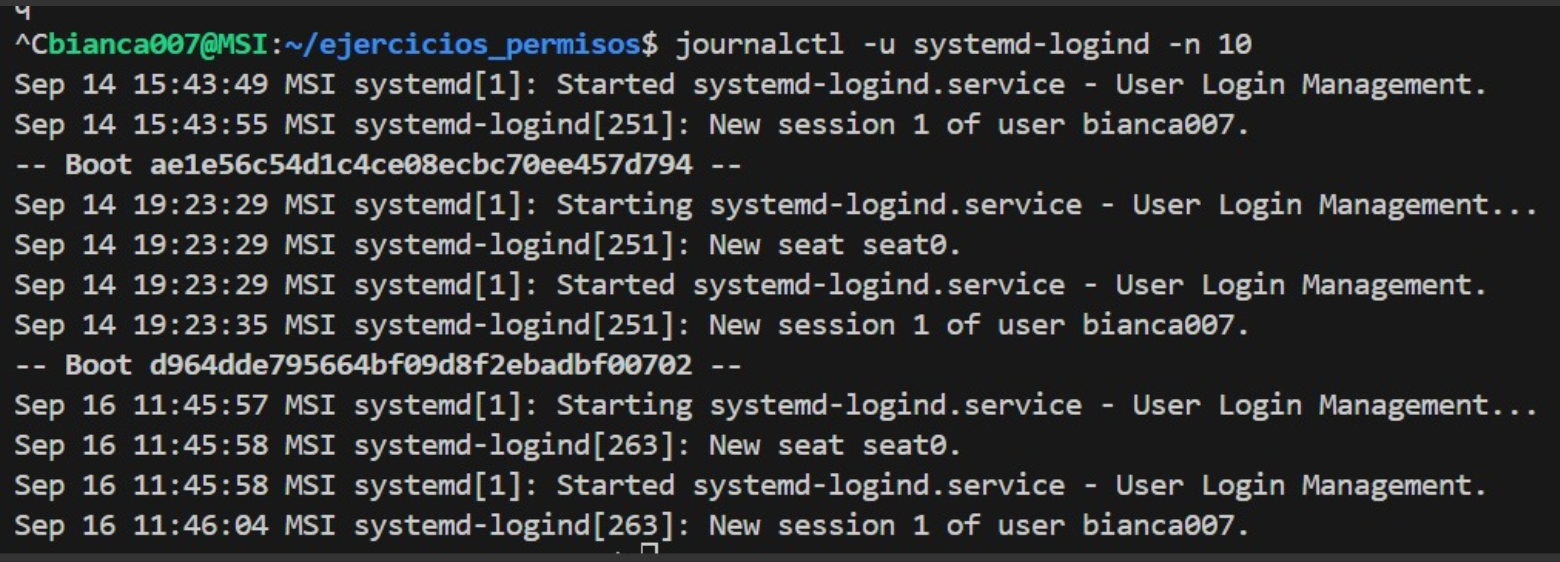 q
^Cbianca007@MSI:~/ejercicios_permisos$ journalctl -u systemd-logind -n 10
Sep 14 15:43:49 MSI systemd[1]: Started systemd-logind.service - User Login Management.
Sep 14 15:43:55 MSI systemd-logind[251]: New session 1 of user bianca007.
-- Boot ae1e56c54d1c4ce08ecbc70ee457d794 --
Sep 14 19:23:29 MSI systemd[1]: Starting systemd-logind.service - User Login Management...
Sep 14 19:23:29 MSI systemd-logind[251]: New seat seat0.
Sep 14 19:23:29 MSI systemd[1]: Started systemd-logind.service - User Login Management.
Sep 14 19:23:35 MSI systemd-logind[251]: New session 1 of user bianca007.
-- Boot d964dde795664bf09d8f2ebadbf00702 --
Sep 16 11:45:57 MSI systemd[1]: Starting systemd-logind.service - User Login Management...
Sep 16 11:45:58 MSI systemd-logind[263]: New seat seat0.
Sep 16 11:45:58 MSI systemd[1]: Started systemd-logind.service - User Login Management.
Sep 16 11:46:04 MSI systemd-logind[263]: New session 1 of user bianca007.